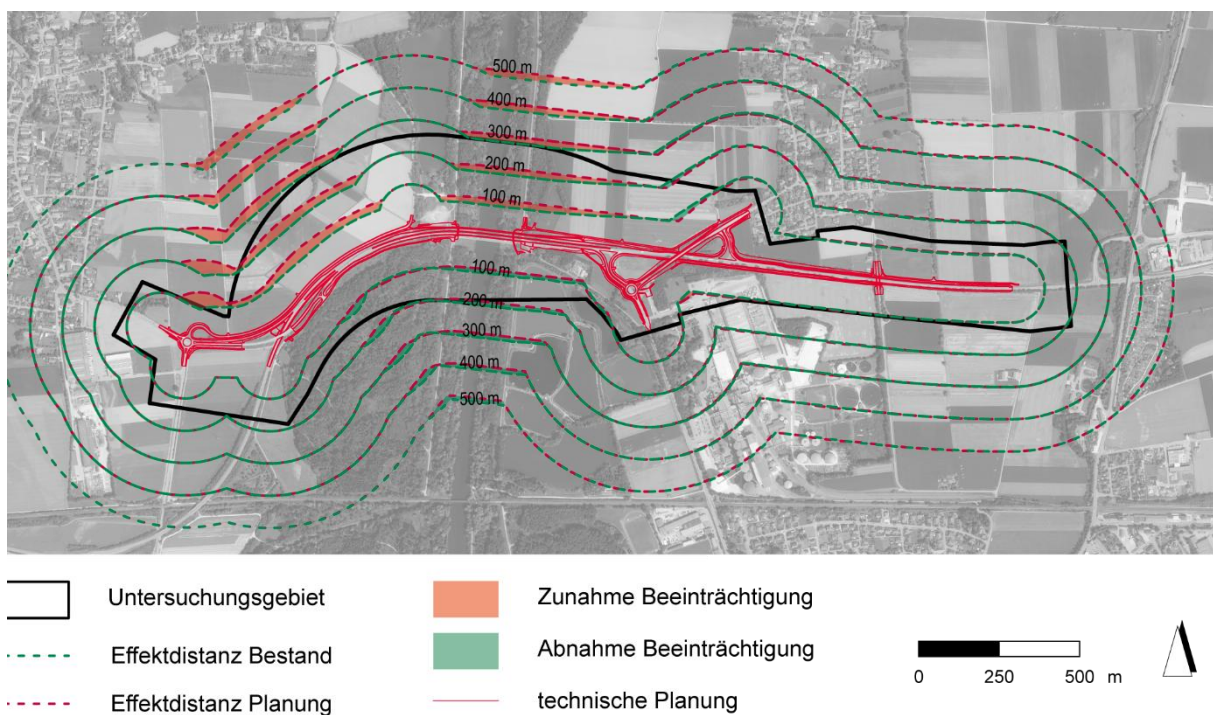 500 m
400 m
300 m
200 m
100 m
100 m
200 m
300 m
400 m
500 m
Untersuchungsgebiet
Effektdistanz Bestand
Effektdistanz Planung
Zunahme Beeinträchtigung
Abnahme Beeinträchtigung
technische Planung
0 250 500 m